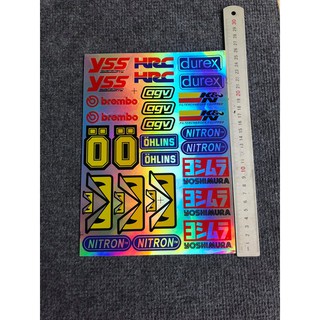 YSS HRC durex
YSS HRC durex
brembo agv K&N
brembo agv K&N
agv
ÖÖ ÖHLINS NITRON
ÖHLINS NITRON
ヨシムラ
YOSHIMURA
ヨシムラ
YOSHIMURA
ヨシムラ
YOSHIMURA
NITRON NITRON